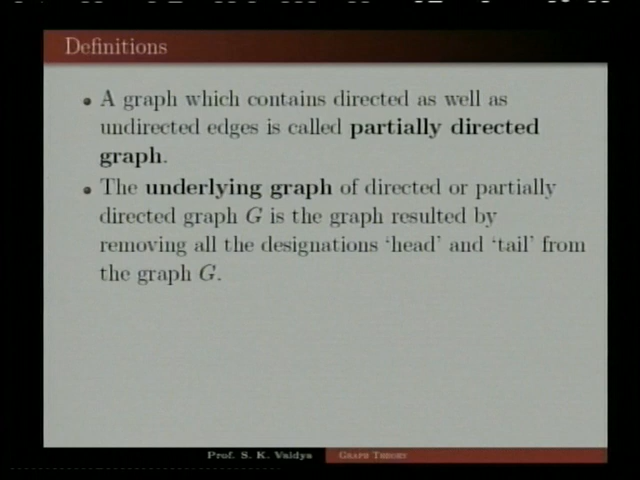 Definitions
A graph which contains directed as well as
undirected edges is called partially directed
graph.
The underlying graph of directed or partially
directed graph G is the graph resulted by
removing all the designations ‘head’ and ‘tail’ from
the graph G.
Prof. S. K. Vaidya
Graph Theory